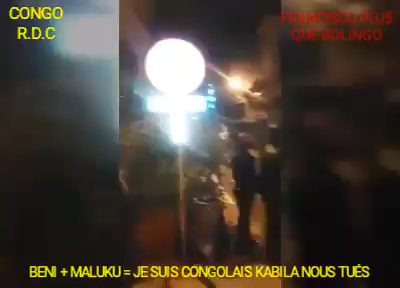 CONGO
R.D.C
FRANCISCO PLUS
QUE BOLINGO
BENI + MALUKU = JE SUIS CONGOLAIS KABILA NOUS TUÉS